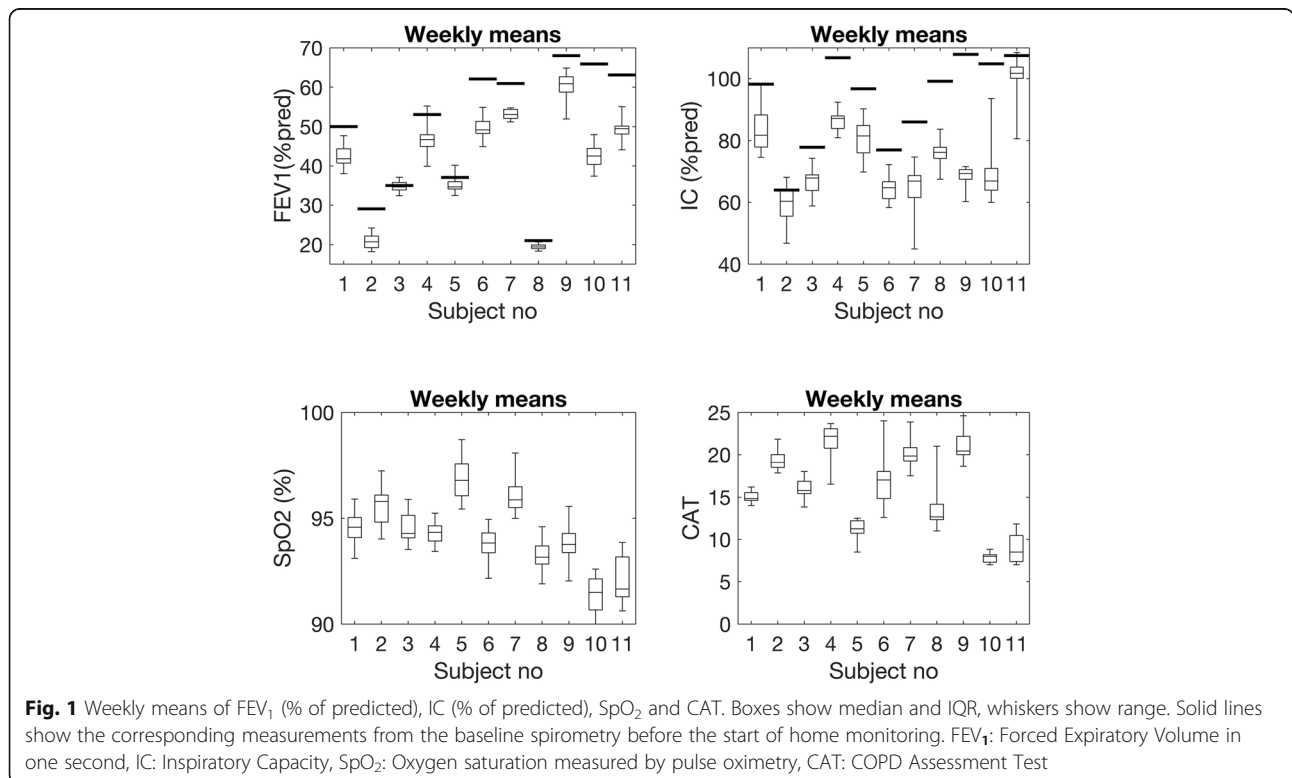 Weekly means
70
60
50
40
30
20
FEV1(%pred)
1 2 3 4 5 6 7 8 9 10 11
Subject no
Weekly means
100
80
60
40
IC (%pred)
1 2 3 4 5 6 7 8 9 10 11
Subject no
Weekly means
100
95
90
SpO2 (%)
1 2 3 4 5 6 7 8 9 10 11
Subject no
Weekly means
25
20
15
10
5
0
CAT
1 2 3 4 5 6 7 8 9 10 11
Subject no
Fig. 1 Weekly means of FEV₁ (% of predicted), IC (% of predicted), SpO₂ and CAT. Boxes show median and IQR, whiskers show range. Solid lines
show the corresponding measurements from the baseline spirometry before the start of home monitoring. FEV₁: Forced Expiratory Volume in
one second, IC: Inspiratory Capacity, SpO₂: Oxygen saturation measured by pulse oximetry, CAT: COPD Assessment Test